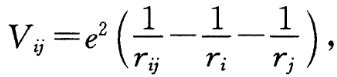 V_{ij} = e^2 \left( \frac{1}{r_{ij}} - \frac{1}{r_i} - \frac{1}{r_j} \right),